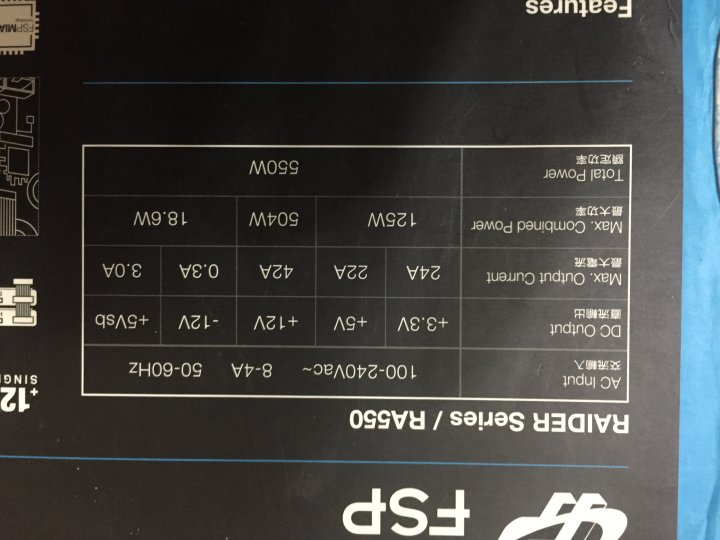 FSP
RAIDER Series / RA550
AC Input 100-240Vac~ 8-4A 50-60Hz
交流輸入
DC Output +3.3V +5V +12V -12V +5Vsb
直流輸出
Max. Output Current 24A 22A 42A 0.3A 3.0A
最大電流
Max. Combined Power 125W 504W 18.6W
最大功率
Total Power 550W
額定功率
Features
+12
SINGL
FSPMIA